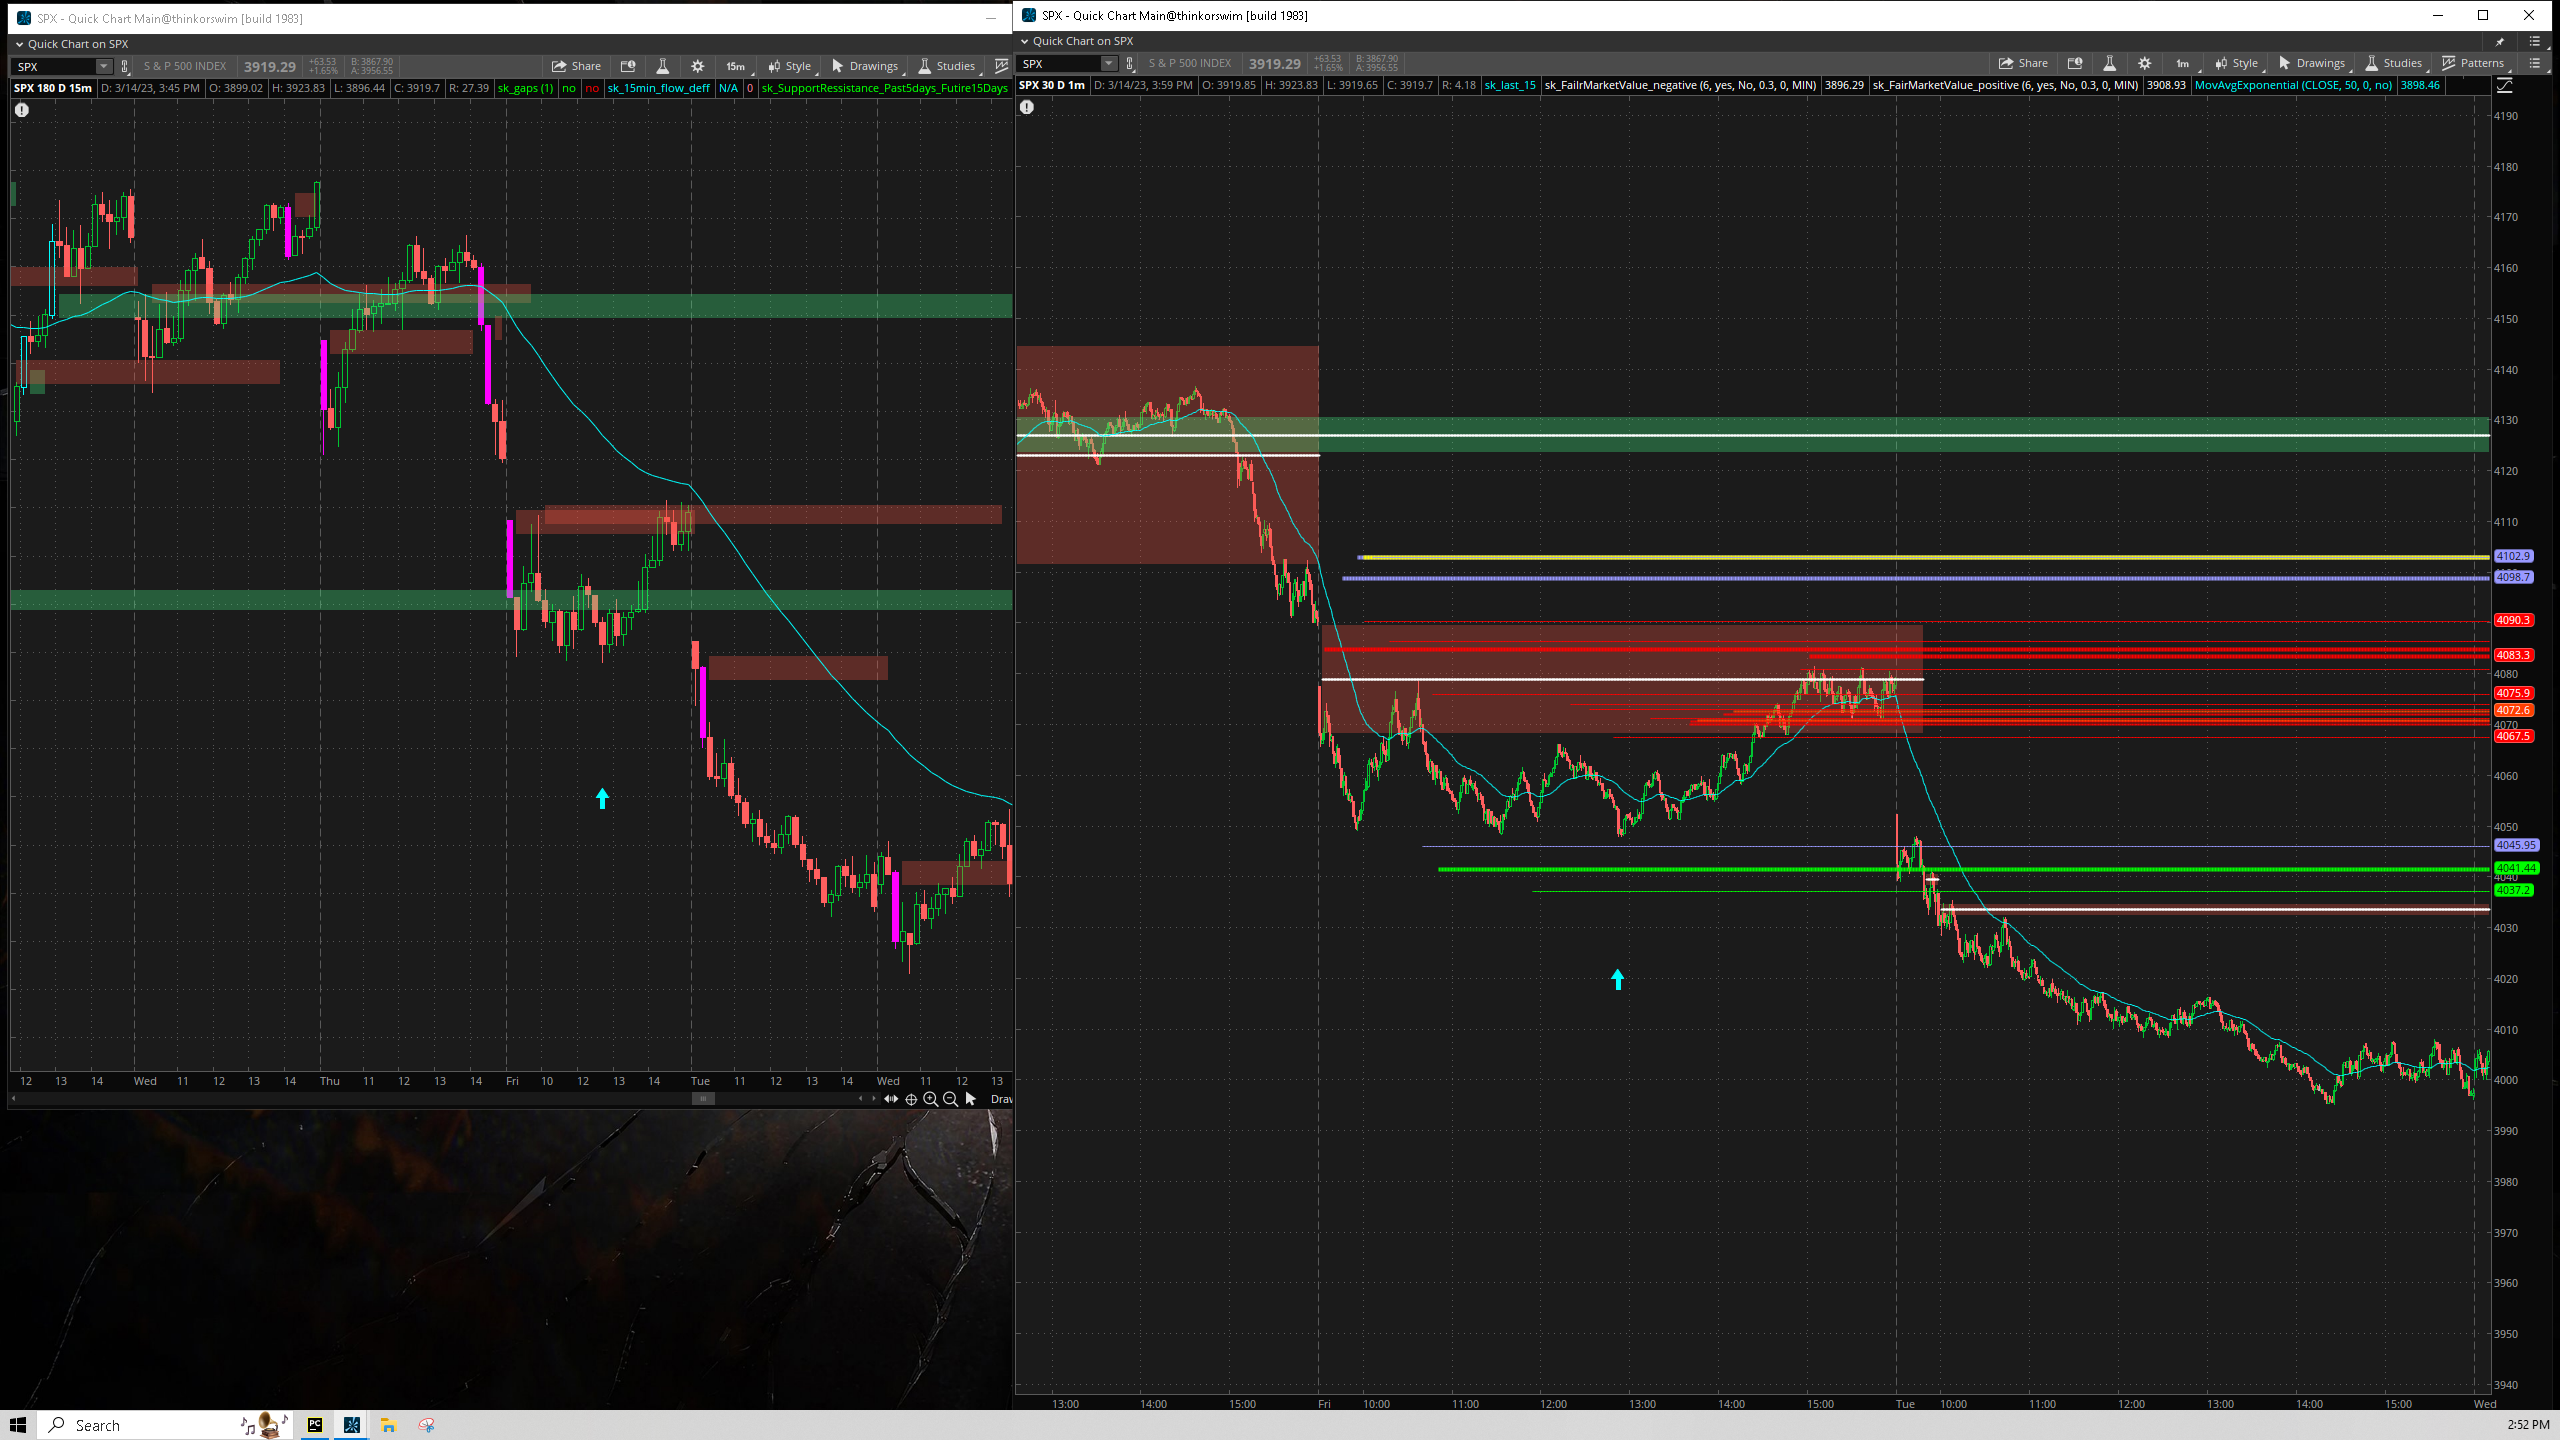 SPX - Quick Chart Main@thinkorswim [build 1983]
Quick Chart on SPX
SPX S & P 500 INDEX 3919.29 +63.53 +1.65% B: 3867.90 A: 3956.55 Share 15m Style Drawings Studies
SPX 180 D 15m D: 3/14/23, 3:45 PM O: 3899.02 H: 3923.83 L: 3896.44 C: 3919.7 R: 27.39 sk_gaps (1) no no sk_15min_flow_deff N/A 0 sk_SupportRessistance_Past5days_Futire15Days
12 13 14 Wed 11 12 13 14 Thu 11 12 13 14 Fri 10 12 13 14 Tue 11 12 13 14 Wed 11 12 13
Draw
SPX - Quick Chart Main@thinkorswim [build 1983]
Quick Chart on SPX
SPX S & P 500 INDEX 3919.29 +63.53 +1.65% B: 3867.90 A: 3956.55 Share 1m Style Drawings Studies Patterns
SPX 30 D 1m D: 3/14/23, 3:59 PM O: 3919.85 H: 3923.83 L: 3919.65 C: 3919.7 R: 4.18 sk_last_15 sk_FailrMarketValue_negative (6, yes, No, 0.3, 0, MIN) 3896.29 sk_FairMarketValue_positive (6, yes, No, 0.3, 0, MIN) 3908.93 MovAvgExponential (CLOSE, 50, 0, no) 3898.46
4190
4180
4170
4160
4150
4140
4130
4120
4110
4102.9
4098.7
4090.3
4083.3
4080
4075.9
4072.6
4070
4067.5
4060
4050
4045.95
4041.44
4040
4037.2
4030
4020
4010
4000
3990
3980
3970
3960
3950
3940
13:00 14:00 15:00 Fri 10:00 11:00 12:00 13:00 14:00 15:00 Tue 10:00 11:00 12:00 13:00 14:00 15:00 Wed
Search PC 2:52 PM